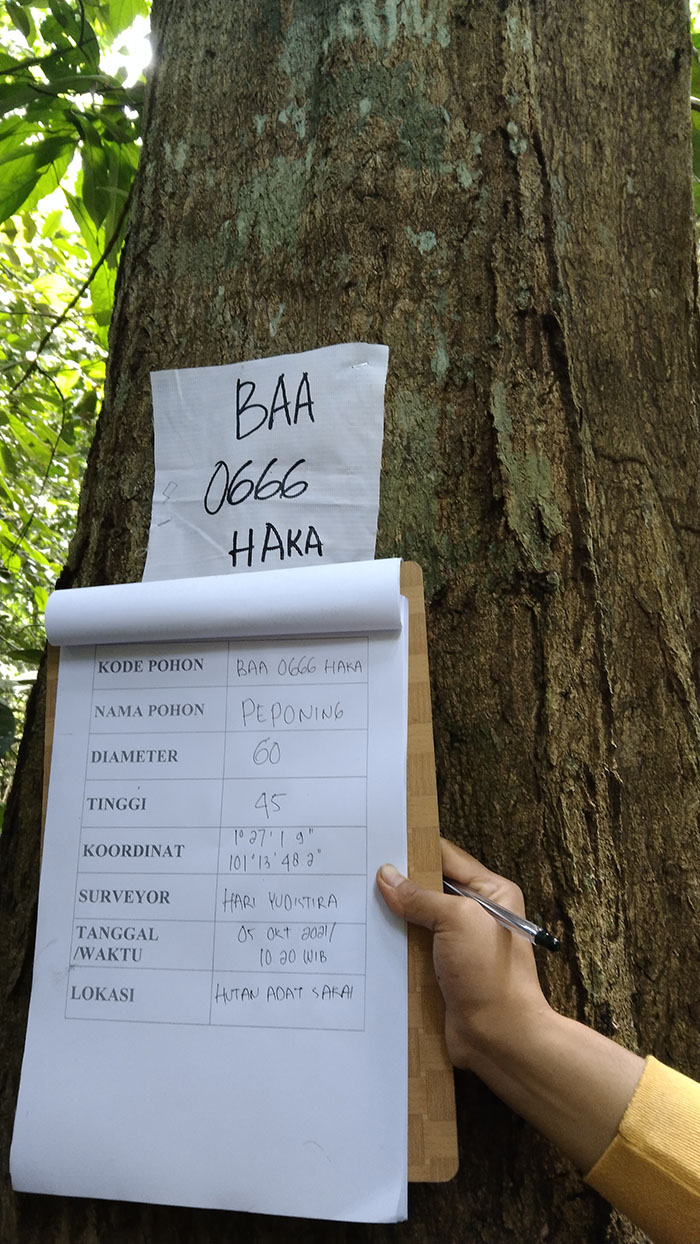 BAA
0666
HAKA
KODE POHON BAA 0666 HAKA
NAMA POHON PEPONING
DIAMETER 60
TINGGI 45
KOORDINAT 1° 27' 1 9"
101° 13' 48 2"
SURVEYOR HARI YUDISTIRA
TANGGAL 05 OKT 2021/
/WAKTU 10 20 WIB
LOKASI HUTAN ADAT SAKAI